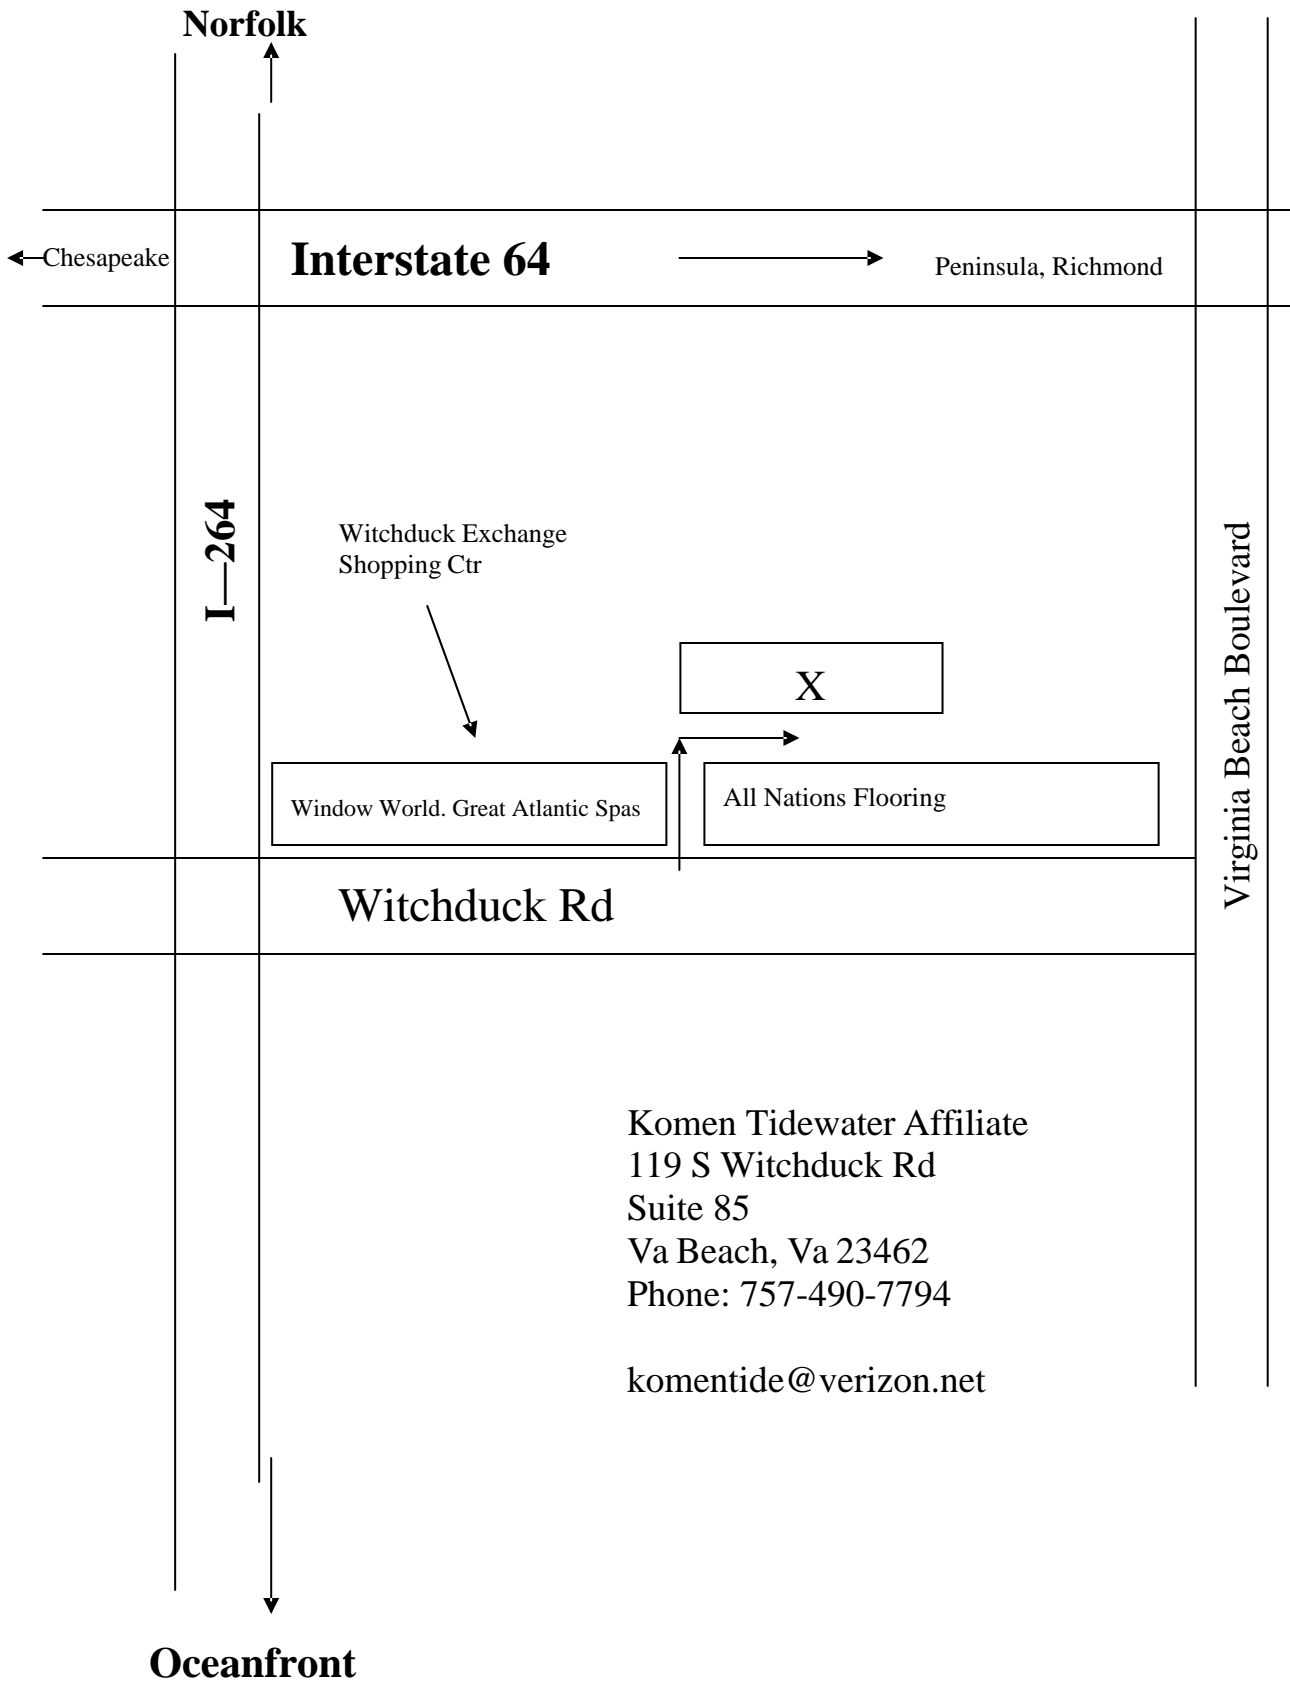 Norfolk
Chesapeake
Interstate 64
Peninsula, Richmond
I—264
Witchduck Exchange
Shopping Ctr
Virginia Beach Boulevard
X
Window World. Great Atlantic Spas
All Nations Flooring
Witchduck Rd
Komen Tidewater Affiliate
119 S Witchduck Rd
Suite 85
Va Beach, Va 23462
Phone: 757-490-7794
komentide@verizon.net
Oceanfront